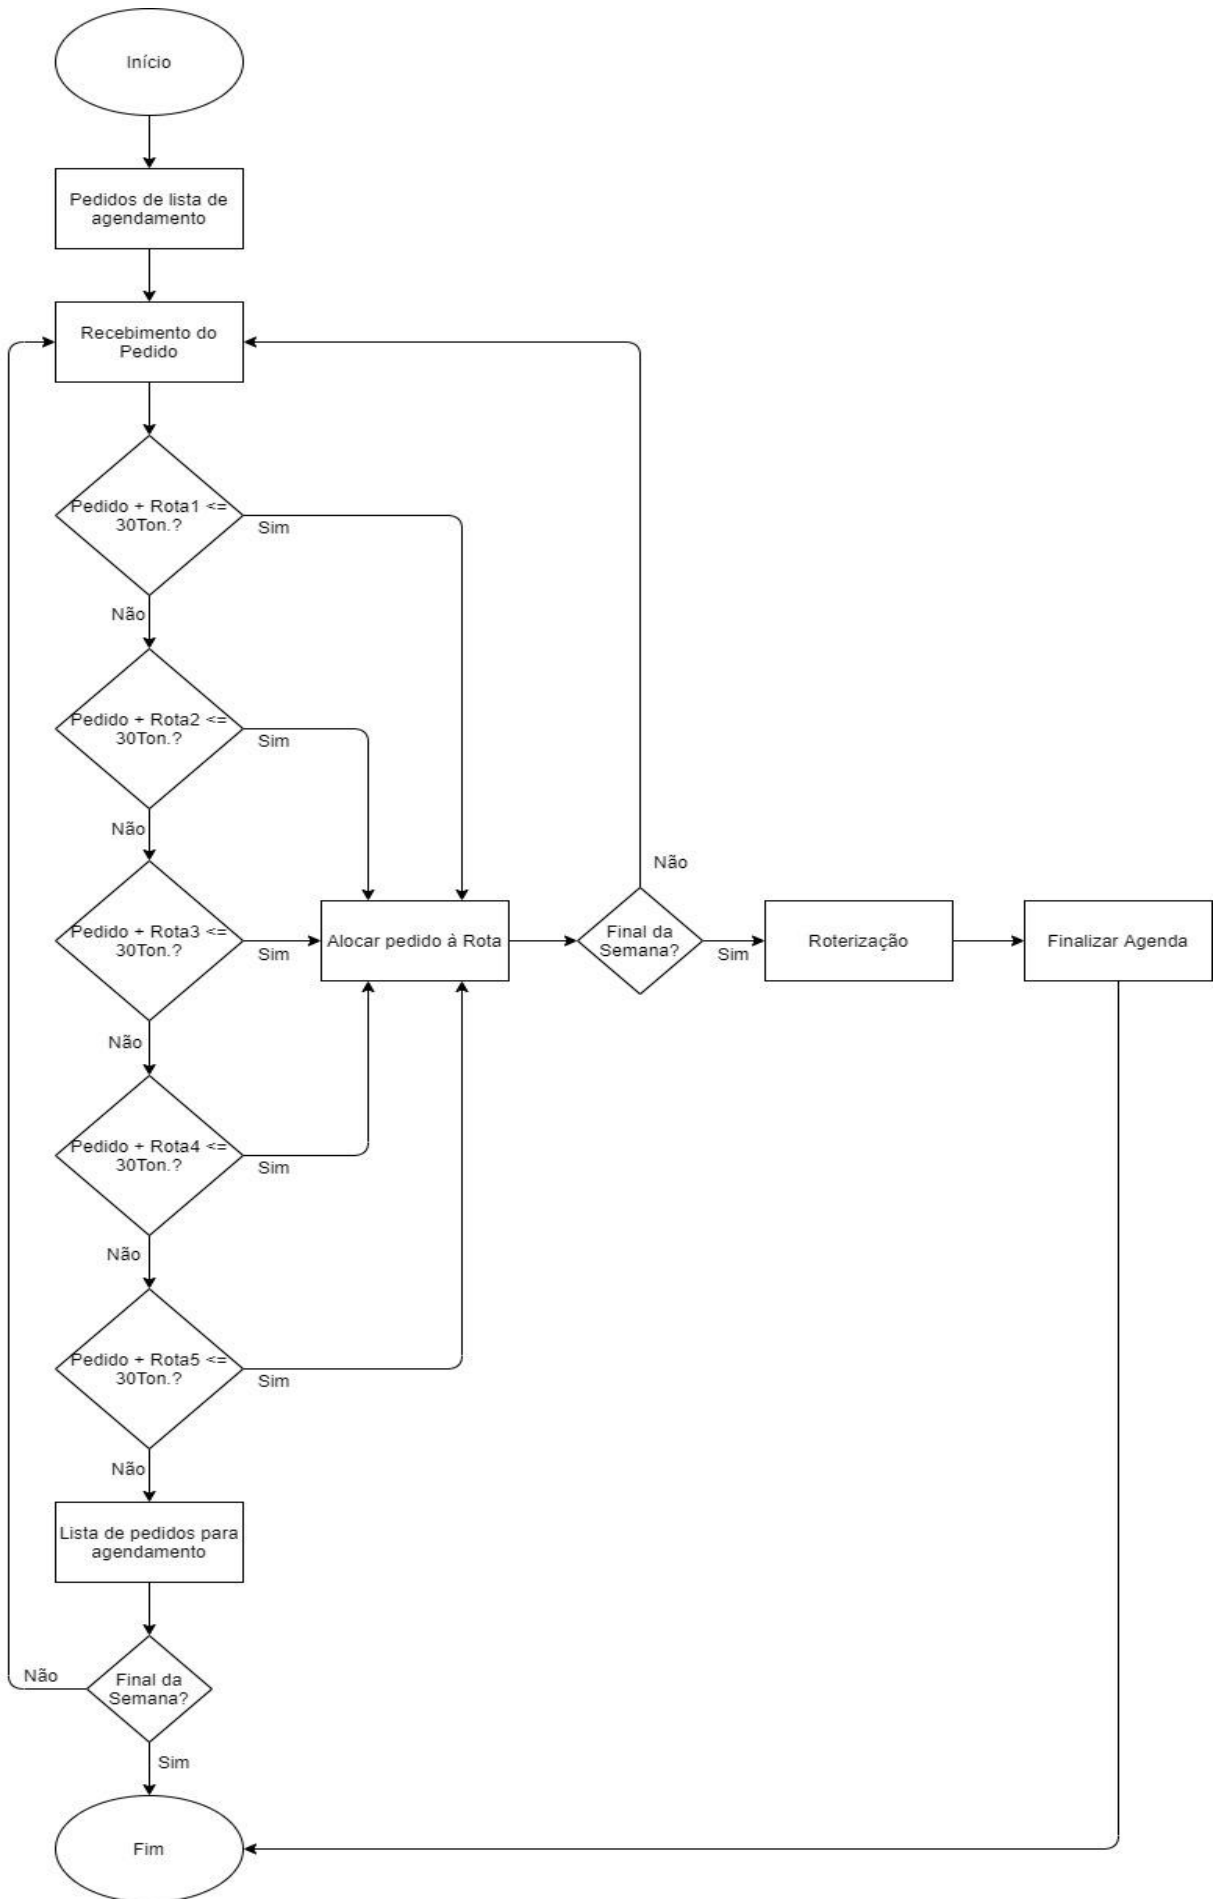 Início
Pedidos de lista de
agendamento
Recebimento do
Pedido
Pedido + Rota1 <=
30Ton.?
Sim
Não
Pedido + Rota2 <=
30Ton.?
Sim
Não
Pedido + Rota3 <=
30Ton.?
Sim
Alocar pedido à Rota
Final da
Semana?
Não
Sim
Roterização
Finalizar Agenda
Não
Pedido + Rota4 <=
30Ton.?
Sim
Não
Pedido + Rota5 <=
30Ton.?
Sim
Não
Lista de pedidos para
agendamento
Final da
Semana?
Não
Sim
Fim